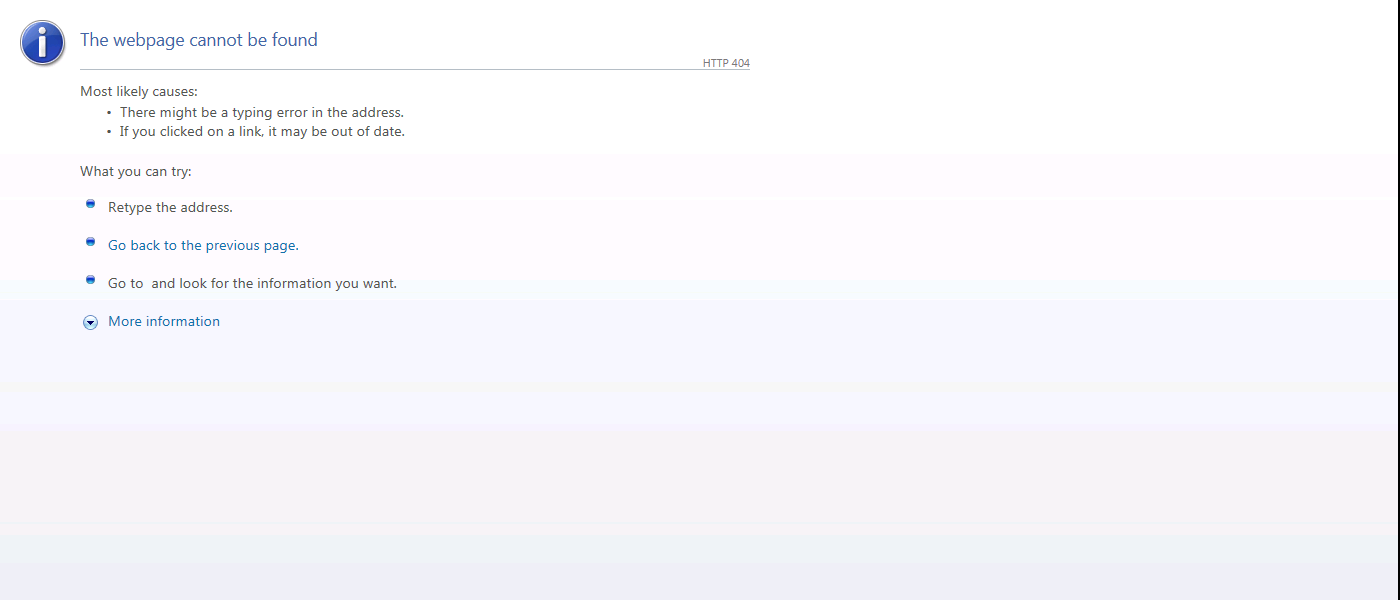 The webpage cannot be found
HTTP 404
Most likely causes:
• There might be a typing error in the address.
• If you clicked on a link, it may be out of date.
What you can try:
Retype the address.
Go back to the previous page.
Go to  and look for the information you want.
More information